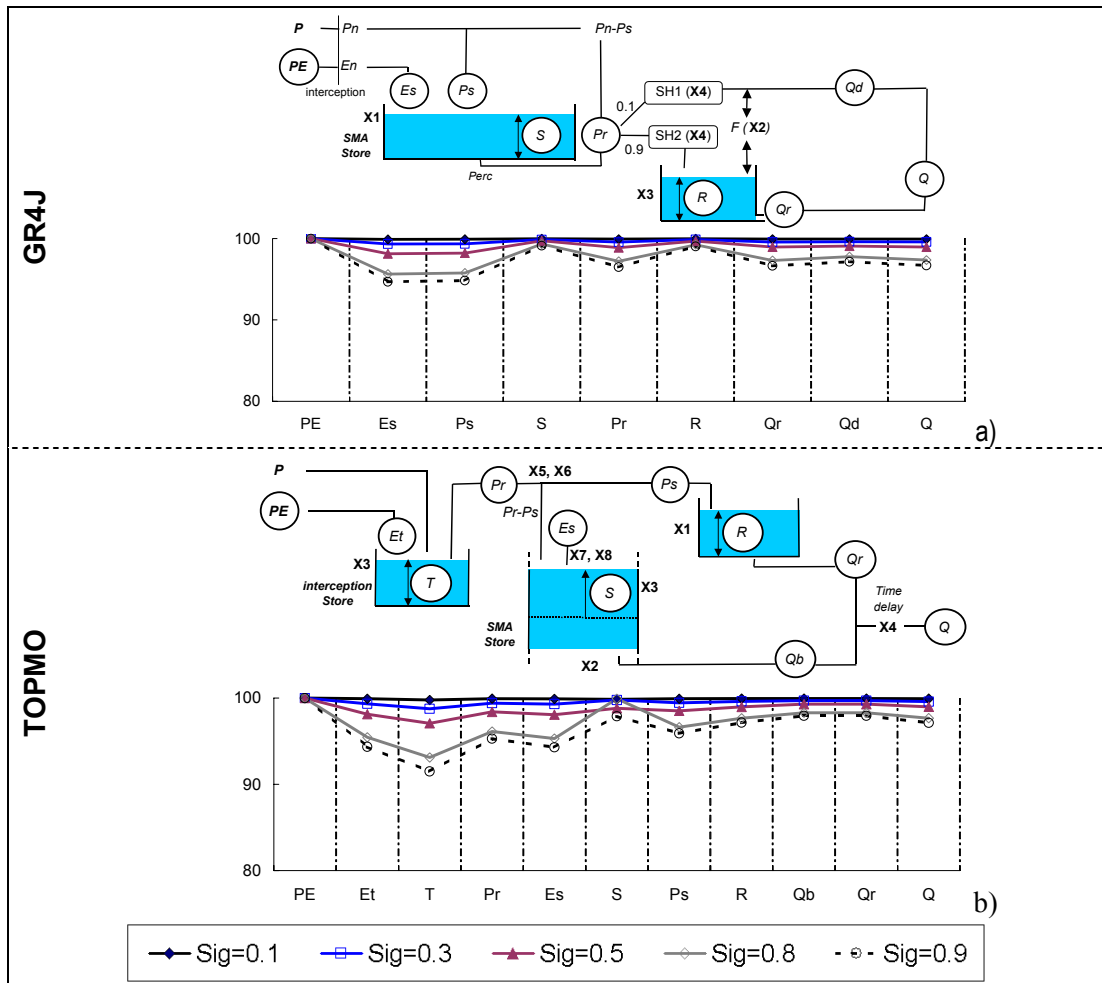 GR4J
P Pn Pn-Ps
PE En
interception
Es Ps
X1
SMA
Store
S
Perc
Pr
0.1
0.9
SH1 (X4)
SH2 (X4)
F (X2)
Qd
Q
X3
R
Qr
100
90
80
PE Es Ps S Pr R Qr Qd Q
a)
TOPMO
P
PE
Et
X3
interception
Store
T
Pr
X5, X6
Pr-Ps
Es
X7, X8
S
X3
SMA
Store
X2
Ps
X1
R
Qr
Time
delay
X4
Q
Qb
100
90
80
PE Et T Pr Es S Ps R Qb Qr Q
b)
Sig=0.1 Sig=0.3 Sig=0.5 Sig=0.8 Sig=0.9